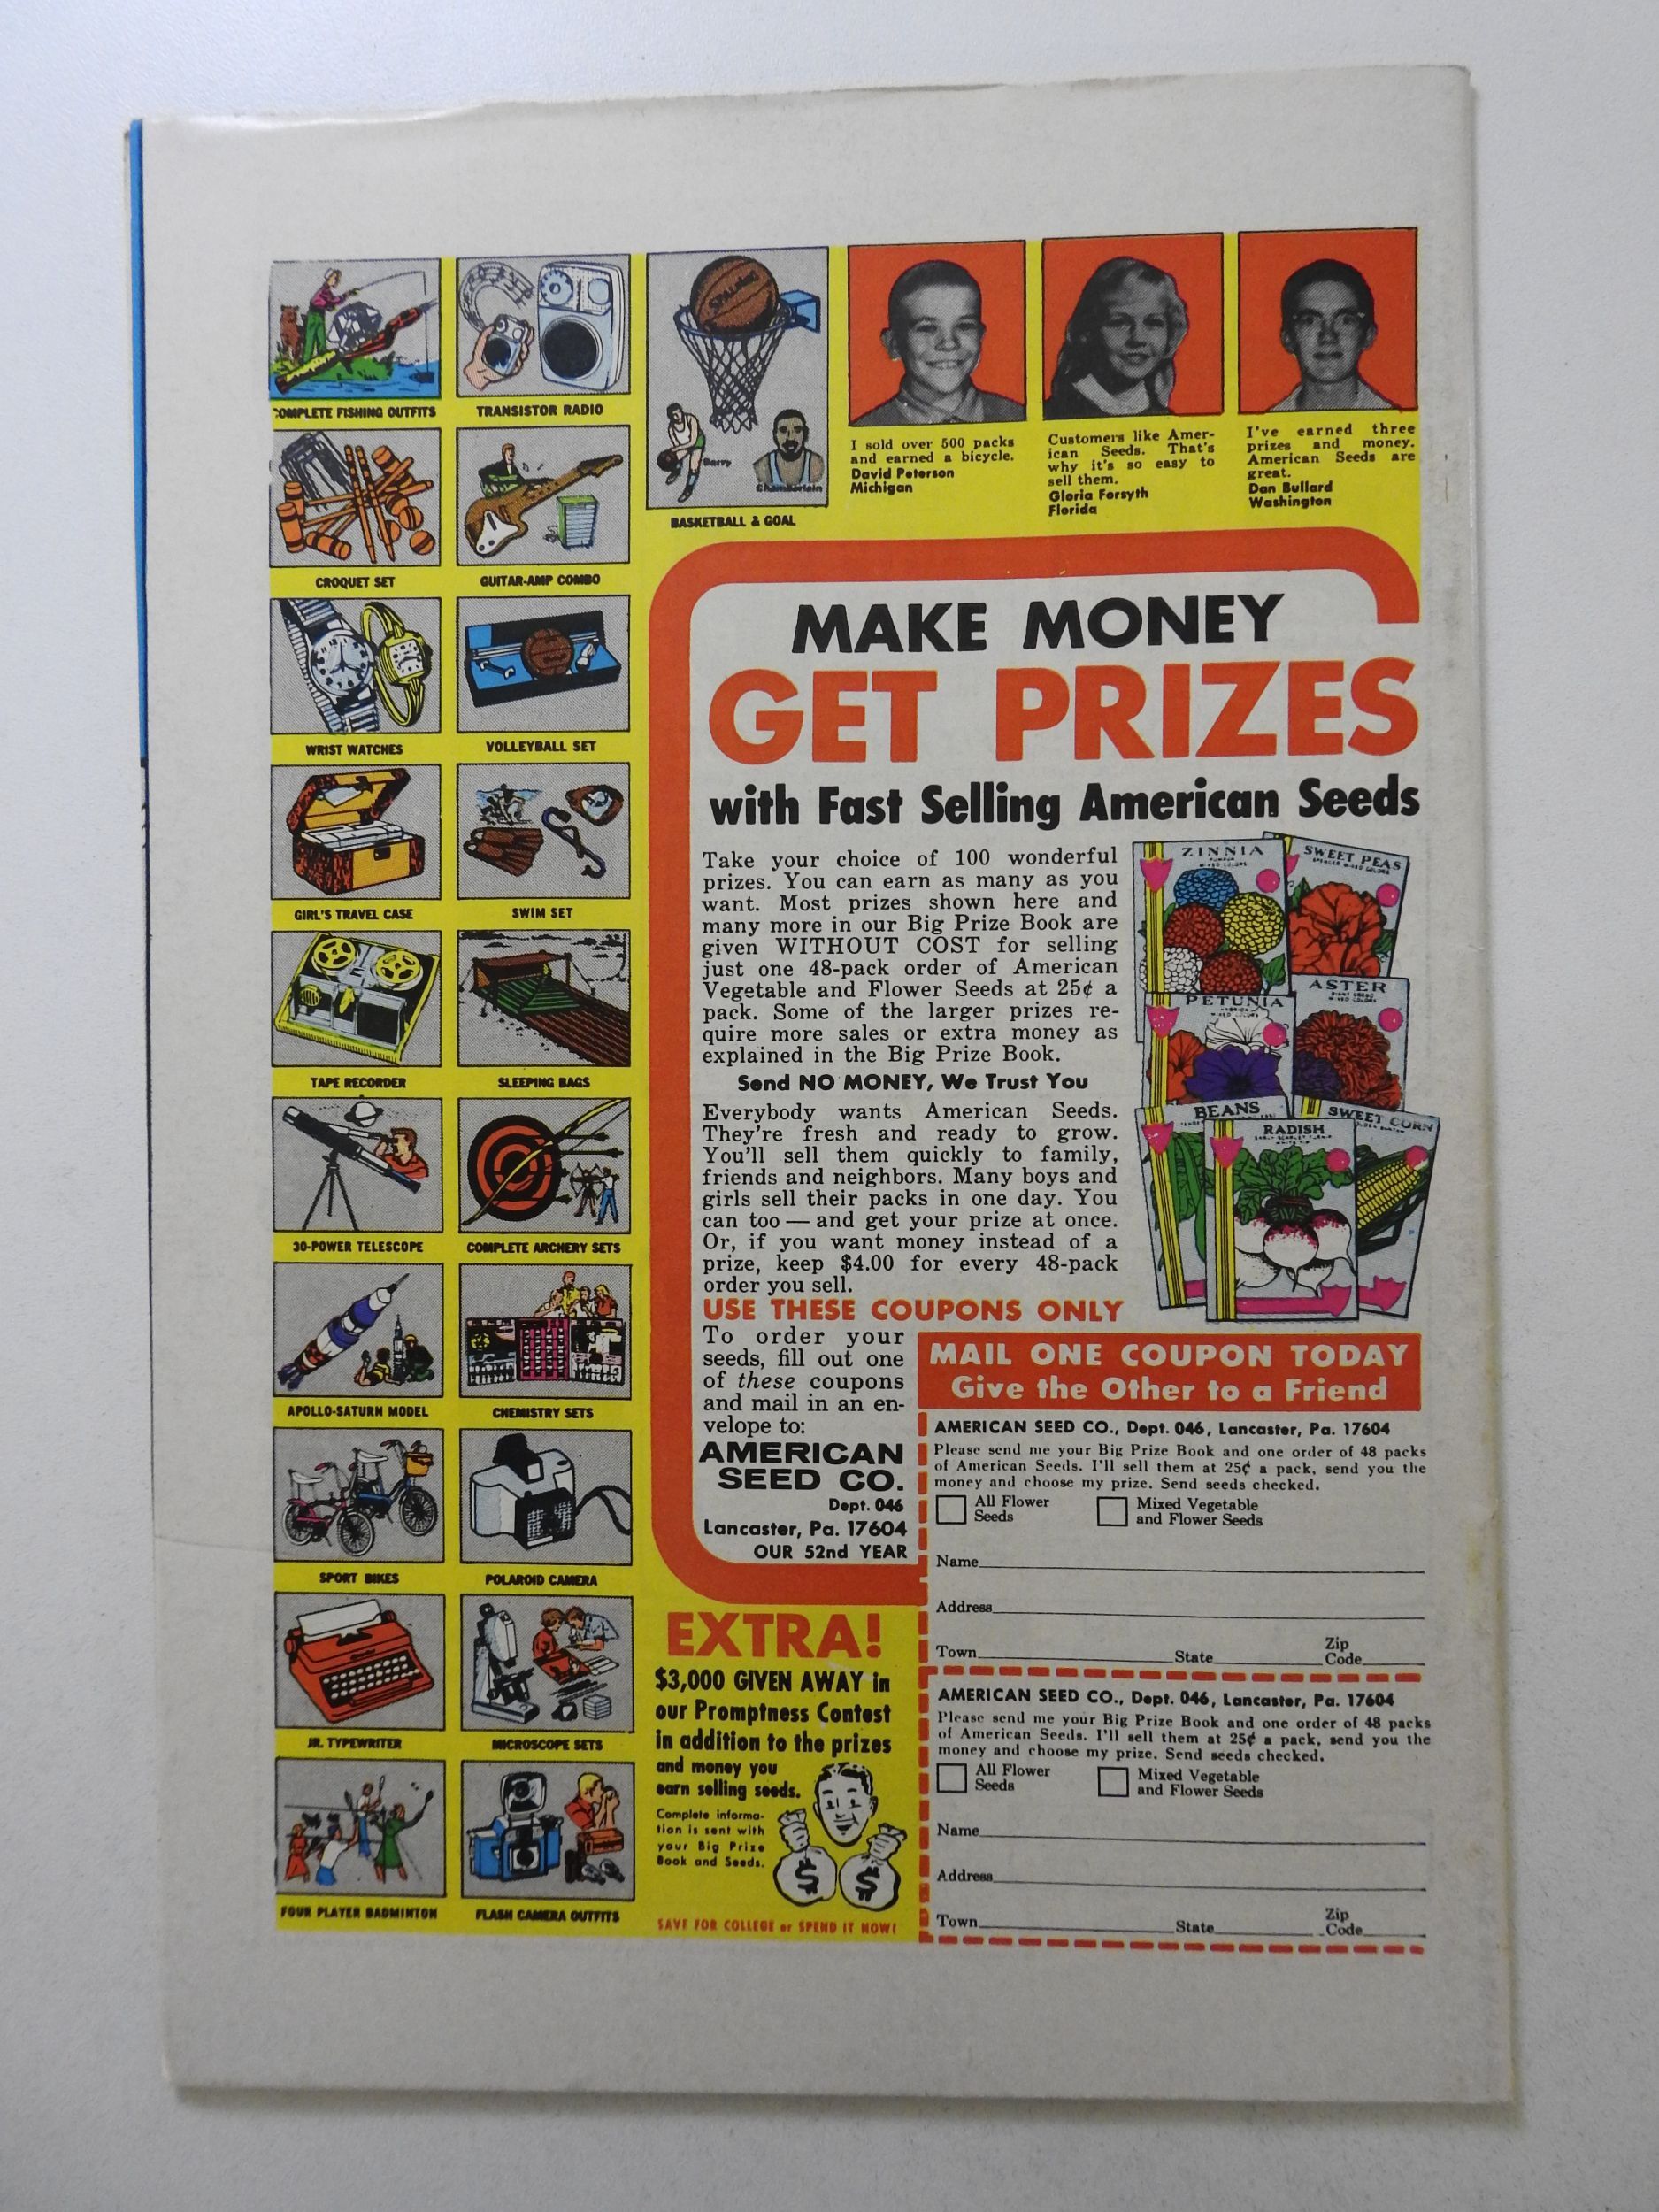 COMPLETE FISHING OUTFITS
TRANSISTOR RADIO
CROQUET SET
GUITAR-AMP COMBO
WRIST WATCHES
VOLLEYBALL SET
GIRL'S TRAVEL CASE
SWIM SET
TAPE RECORDER
SLEEPING BAGS
30-POWER TELESCOPE
COMPLETE ARCHERY SETS
APOLLO-SATURN MODEL
CHEMISTRY SETS
SPORT BIKES
POLAROID CAMERA
JR. TYPEWRITER
MICROSCOPE SETS
FOUR PLAYER BADMINTON
FLASH CAMERA OUTFITS
SPALDING
Barry
Chamberlain
BASKETBALL & GOAL
I sold over 500 packs
and earned a bicycle.
David Peterson
Michigan
Customers like Amer-
ican Seeds. That's
why it's so easy to
sell them.
Gloria Forsyth
Florida
I've earned three
prizes and money.
American Seeds are
great.
Dan Bullard
Washington
MAKE MONEY
GET PRIZES
with Fast Selling American Seeds
Take your choice of 100 wonderful
prizes. You can earn as many as you
want. Most prizes shown here and
many more in our Big Prize Book are
given WITHOUT COST for selling
just one 48-pack order of American
Vegetable and Flower Seeds at 25¢ a
pack. Some of the larger prizes re-
quire more sales or extra money as
explained in the Big Prize Book.
Send NO MONEY, We Trust You
Everybody wants American Seeds.
They're fresh and ready to grow.
You'll sell them quickly to family,
friends and neighbors. Many boys and
girls sell their packs in one day. You
can too — and get your prize at once.
Or, if you want money instead of a
prize, keep $4.00 for every 48-pack
order you sell.
ZINNIA
MIXED COLORS
SWEET PEAS
SPENCER MIXED COLORS
PETUNIA
MIXED COLORS
ASTER
MIXED COLORS
BEANS
RADISH
SWEET CORN
USE THESE COUPONS ONLY
To order your
seeds, fill out one
of these coupons
and mail in an en-
velope to:
AMERICAN
SEED CO.
Dept. 046
Lancaster, Pa. 17604
OUR 52nd YEAR
MAIL ONE COUPON TODAY
Give the Other to a Friend
AMERICAN SEED CO., Dept. 046, Lancaster, Pa. 17604
Please send me your Big Prize Book and one order of 48 packs
of American Seeds. I'll sell them at 25¢ a pack, send you the
money and choose my prize. Send seeds checked.
All Flower
Seeds
Mixed Vegetable
and Flower Seeds
Name
Address
Town State Zip
Code
AMERICAN SEED CO., Dept. 046, Lancaster, Pa. 17604
Please send me your Big Prize Book and one order of 48 packs
of American Seeds. I'll sell them at 25¢ a pack, send you the
money and choose my prize. Send seeds checked.
All Flower
Seeds
Mixed Vegetable
and Flower Seeds
Name
Address
Town State Zip
Code
EXTRA!
$3,000 GIVEN AWAY in
our Promptness Contest
in addition to the prizes
and money you
earn selling seeds.
Complete informa-
tion is sent with
your Big Prize
Book and Seeds.
$ $
SAVE FOR COLLEGE or SPEND IT NOW!